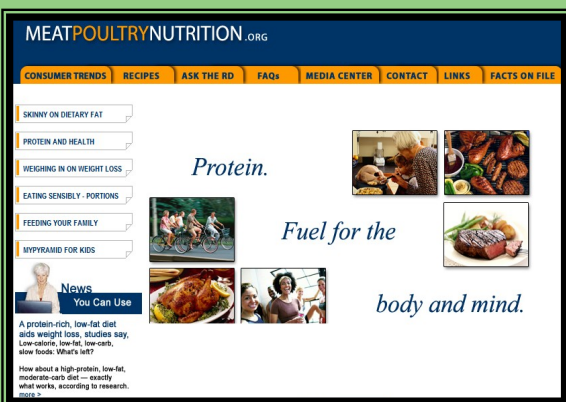 MEATPOULTRYNUTRITION.ORG
CONSUMER TRENDS RECIPES ASK THE RD FAQs MEDIA CENTER CONTACT LINKS FACTS ON FILE
SKINNY ON DIETARY FAT
PROTEIN AND HEALTH
WEIGHING IN ON WEIGHT LOSS
EATING SENSIBLY - PORTIONS
FEEDING YOUR FAMILY
MYPYRAMID FOR KIDS
Protein.
Fuel for the
body and mind.
News
You Can Use
A protein-rich, low-fat diet
aids weight loss, studies say,
Low-calorie, low-fat, low-carb,
slow foods: What's left?
How about a high-protein, low-fat,
moderate-carb diet — exactly
what works, according to research.
more >